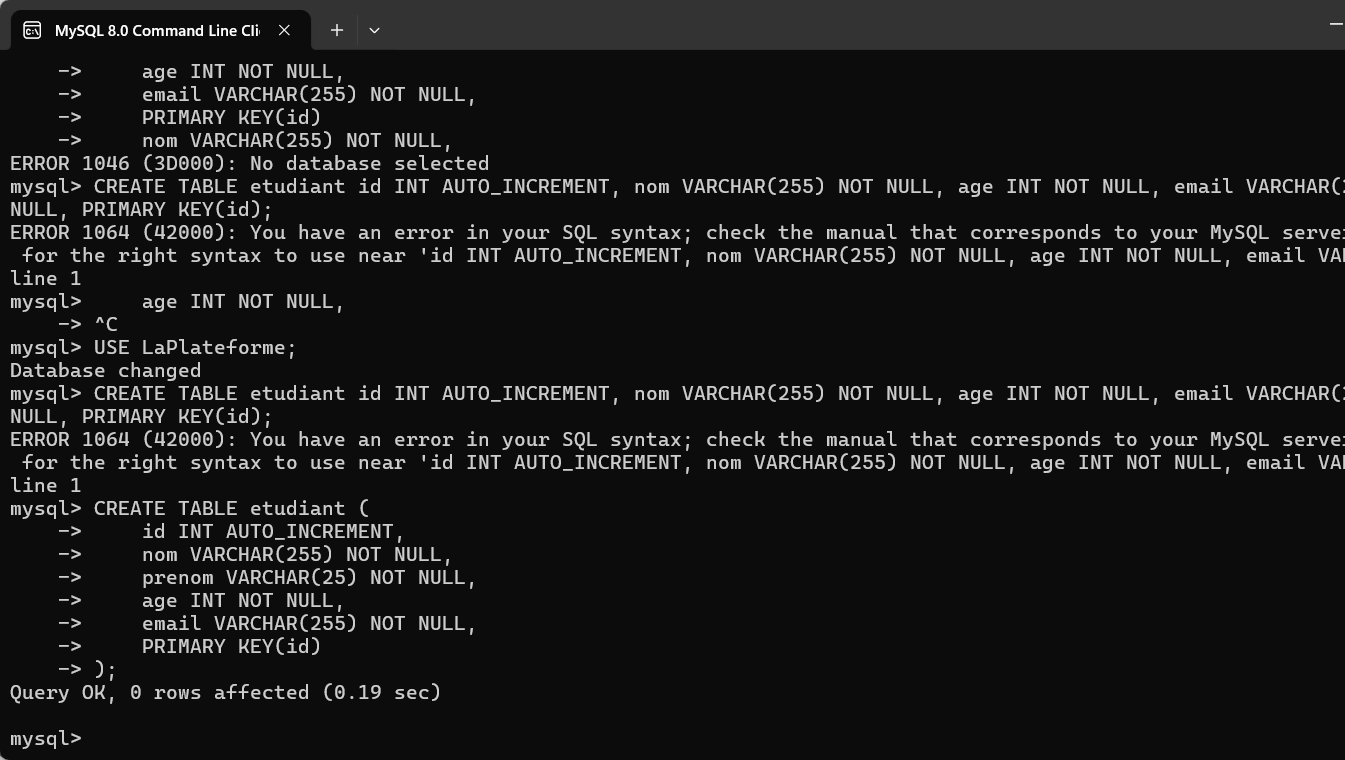 MySQL 8.0 Command Line Cli
-> age INT NOT NULL,
-> email VARCHAR(255) NOT NULL,
-> PRIMARY KEY(id)
-> nom VARCHAR(255) NOT NULL,
ERROR 1046 (3D000): No database selected
mysql> CREATE TABLE etudiant id INT AUTO_INCREMENT, nom VARCHAR(255) NOT NULL, age INT NOT NULL, email VARCHAR(
NULL, PRIMARY KEY(id);
ERROR 1064 (42000): You have an error in your SQL syntax; check the manual that corresponds to your MySQL serve
for the right syntax to use near 'id INT AUTO_INCREMENT, nom VARCHAR(255) NOT NULL, age INT NOT NULL, email VA
line 1
mysql> age INT NOT NULL,
-> ^C
mysql> USE LaPlateforme;
Database changed
mysql> CREATE TABLE etudiant id INT AUTO_INCREMENT, nom VARCHAR(255) NOT NULL, age INT NOT NULL, email VARCHAR(
NULL, PRIMARY KEY(id);
ERROR 1064 (42000): You have an error in your SQL syntax; check the manual that corresponds to your MySQL serve
for the right syntax to use near 'id INT AUTO_INCREMENT, nom VARCHAR(255) NOT NULL, age INT NOT NULL, email VA
line 1
mysql> CREATE TABLE etudiant (
-> id INT AUTO_INCREMENT,
-> nom VARCHAR(255) NOT NULL,
-> prenom VARCHAR(25) NOT NULL,
-> age INT NOT NULL,
-> email VARCHAR(255) NOT NULL,
-> PRIMARY KEY(id)
-> );
Query OK, 0 rows affected (0.19 sec)
mysql>